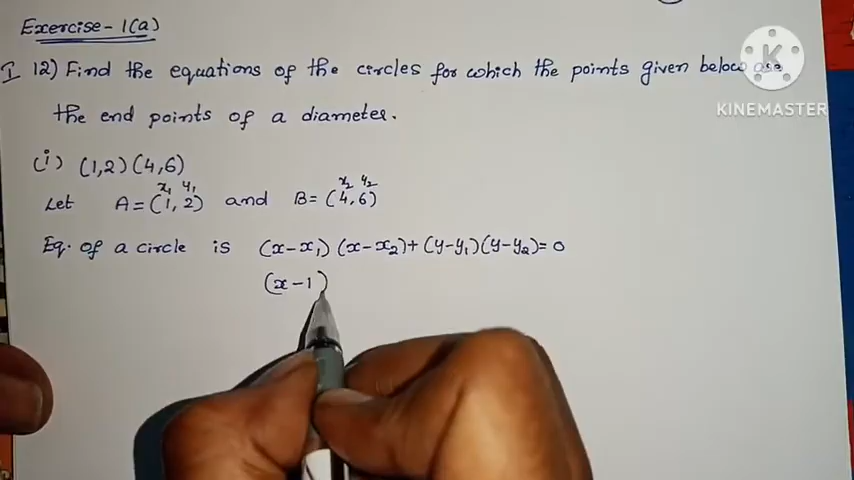 Exercise - 1(a)
I 12) Find the equations of the circles for which the points given below are
the end points of a diameter.
KINEMASTER
(i) (1,2) (4,6)
x₁ y₁ x₂ y₂
Let A = (1, 2) and B = (4, 6)
Eq. of a circle is (x-x₁) (x-x₂)+(y-y₁)(y-y₂)= 0
(x-1)